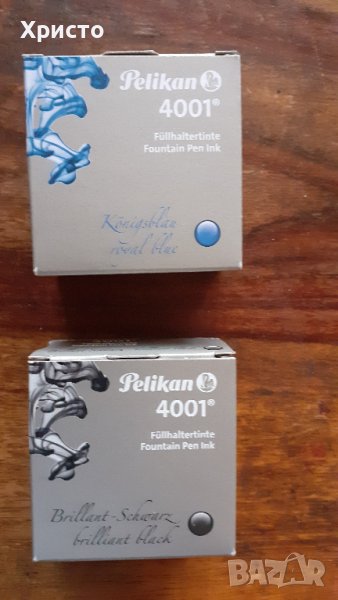 Христо
Pelikan
4001®
Füllhaltertinte
Fountain Pen Ink
Königsblau
royal blue
Pelikan
4001®
Füllhaltertinte
Fountain Pen Ink
Brillant-Schwarz
brilliant black
BAZAR